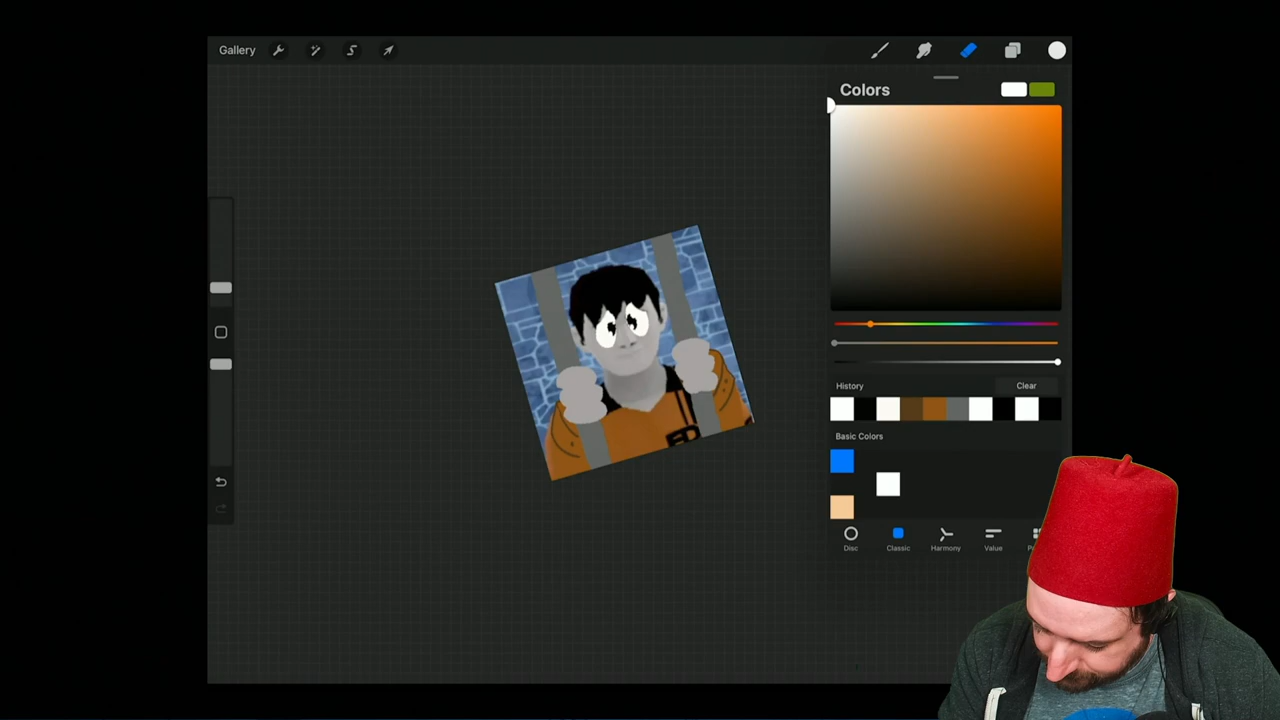 Gallery
Colors
History
Clear
Basic Colors
Disc
Classic
Harmony
Value